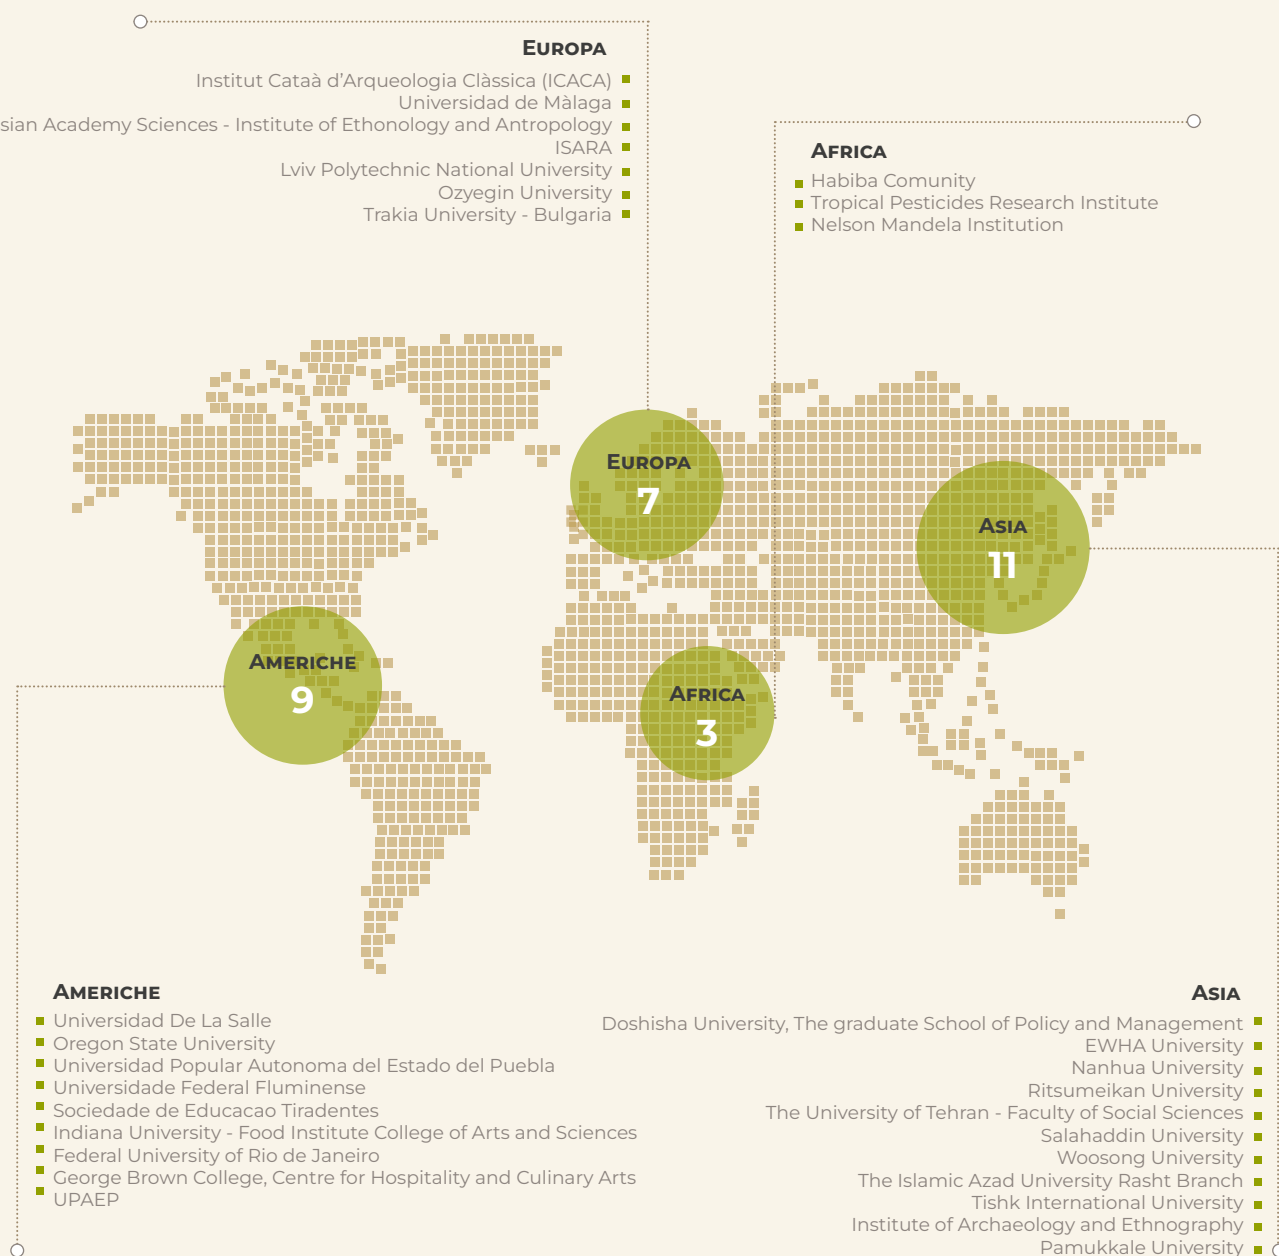 EUROPA
Institut Cataà d’Arqueologia Clàssica (ICACA)
Universidad de Màlaga
Academy Sciences - Institute of Ethonology and Antropology
ISARA
Lviv Polytechnic National University
Ozyegin University
Trakia University - Bulgaria
AFRICA
Habiba Comunity
Tropical Pesticides Research Institute
Nelson Mandela Institution
EUROPA
7
ASIA
11
AMERICHE
9
AFRICA
3
AMERICHE
Universidad De La Salle
Oregon State University
Universidad Popular Autonoma del Estado del Puebla
Universidade Federal Fluminense
Sociedade de Educacao Tiradentes
Indiana University - Food Institute College of Arts and Sciences
Federal University of Rio de Janeiro
George Brown College, Centre for Hospitality and Culinary Arts
UPAEP
ASIA
Doshisha University, The graduate School of Policy and Management
EWHA University
Nanhua University
Ritsumeikan University
The University of Tehran - Faculty of Social Sciences
Salahaddin University
Woosong University
The Islamic Azad University Rasht Branch
Tishk International University
Institute of Archaeology and Ethnography
Pamukkale University